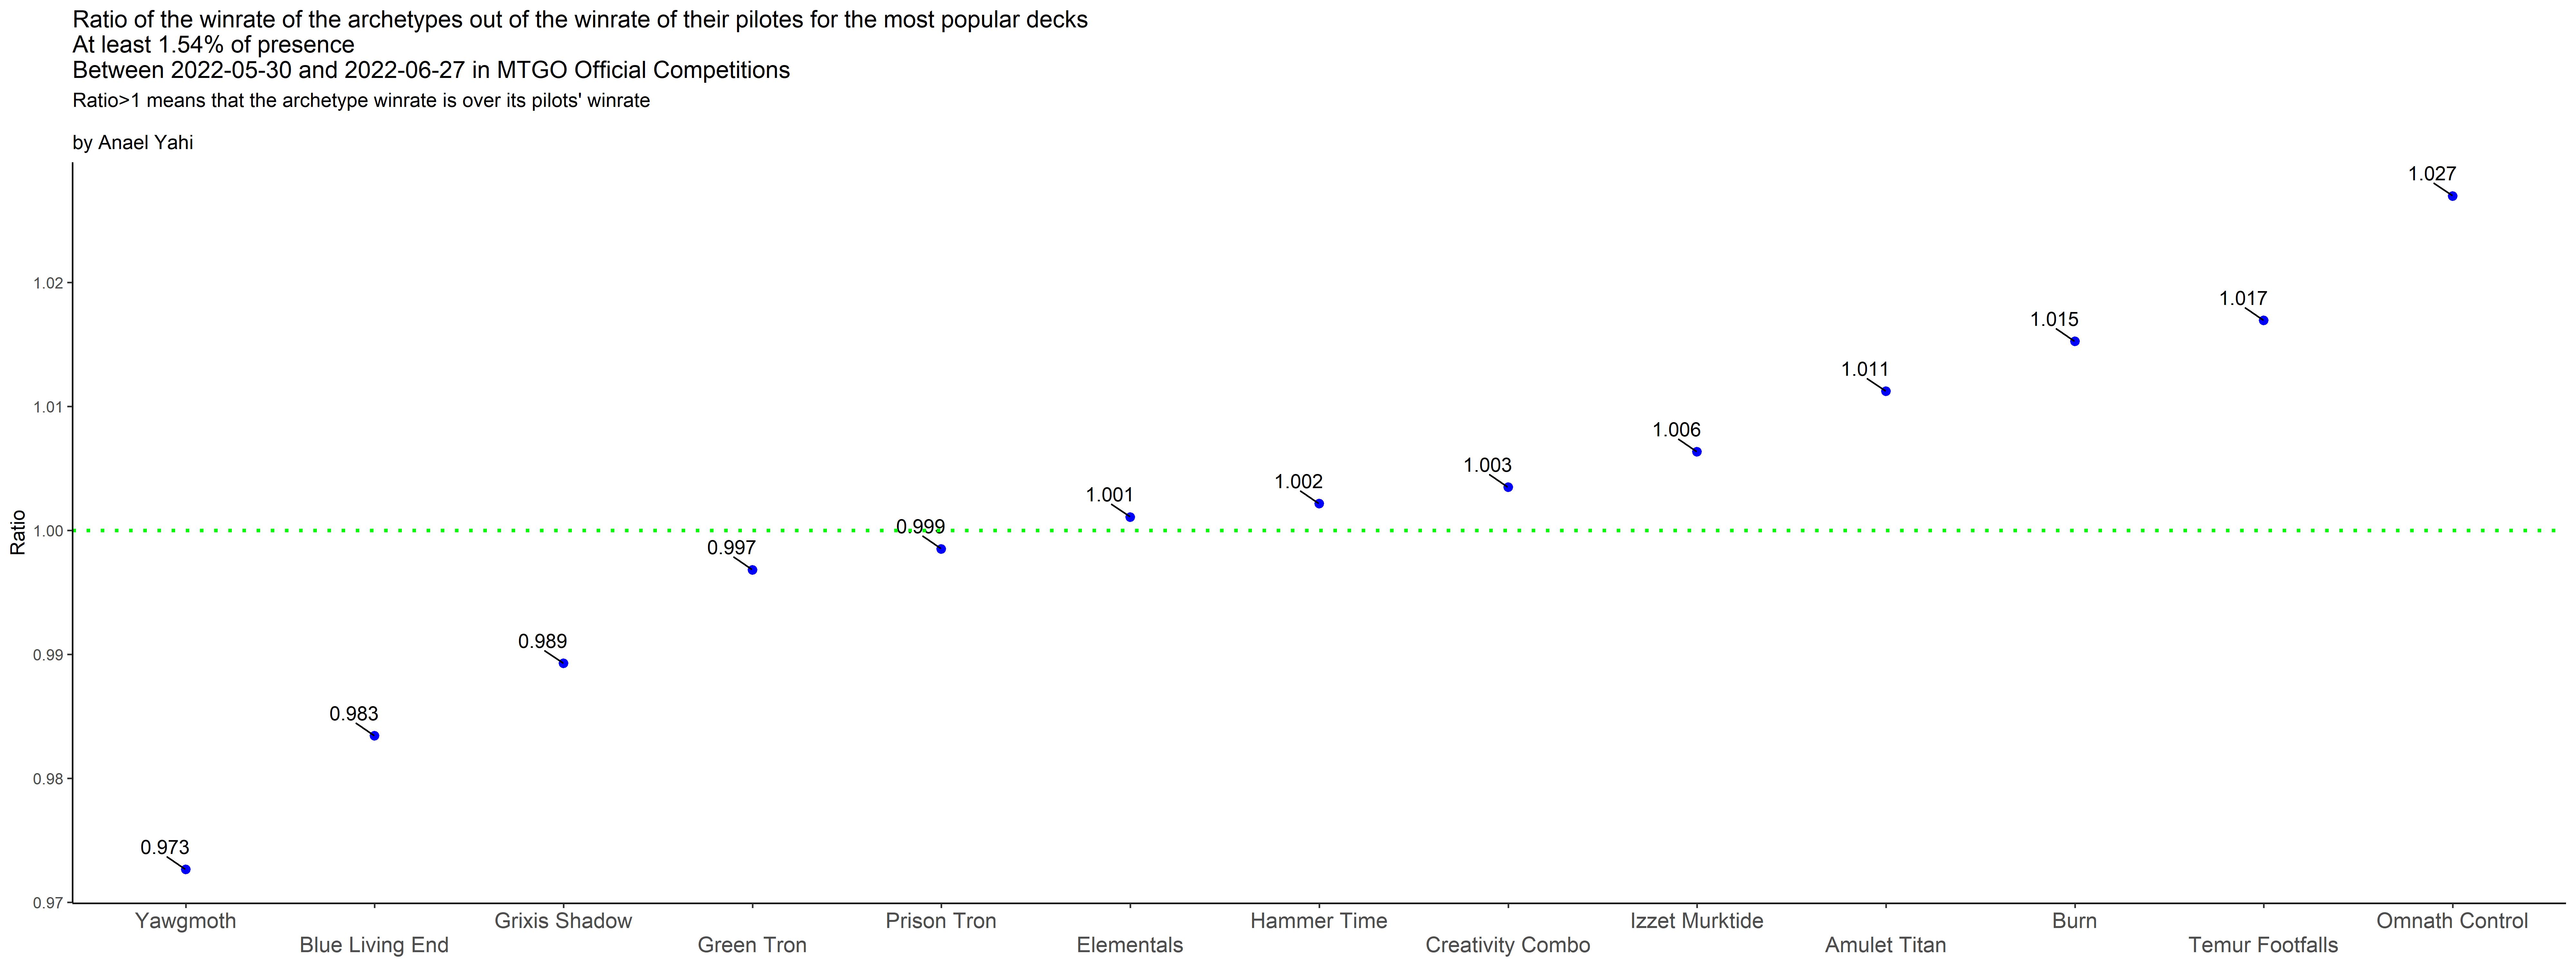 Ratio of the winrate of the archetypes out of the winrate of their pilotes for the most popular decks
At least 1.54% of presence
Between 2022-05-30 and 2022-06-27 in MTGO Official Competitions
Ratio>1 means that the archetype winrate is over its pilots' winrate
by Anael Yahi
1.027
1.02
1.017
1.015
1.011
1.01
1.006
1.003
1.002
1.001
1.00
0.999
0.997
0.99
0.989
0.983
0.98
0.973
0.97
Ratio
Yawgmoth
Blue Living End
Grixis Shadow
Green Tron
Prison Tron
Elementals
Hammer Time
Creativity Combo
Izzet Murktide
Amulet Titan
Burn
Temur Footfalls
Omnath Control